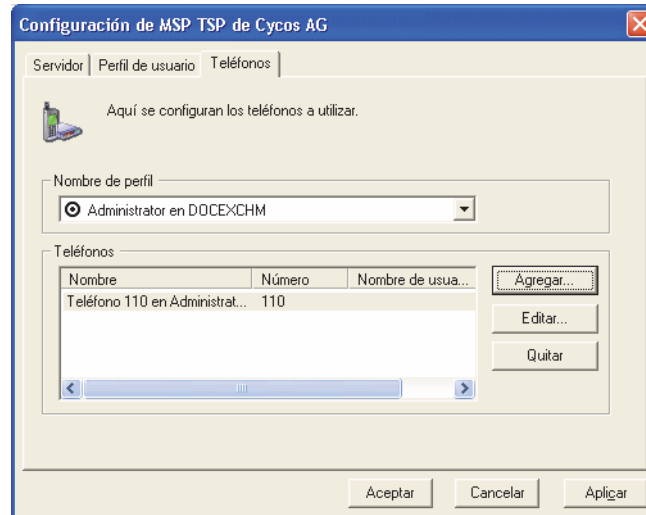 Configuración de MSP TSP de Cycos AG
Servidor Perfil de usuario Teléfonos
Aquí se configuran los teléfonos a utilizar.
Nombre de perfil
Administrator en DOCEXCHM
Teléfonos
Nombre Número Nombre de usua...
Teléfono 110 en Administrat... 110
Agregar...
Editar...
Quitar
Aceptar Cancelar Aplicar